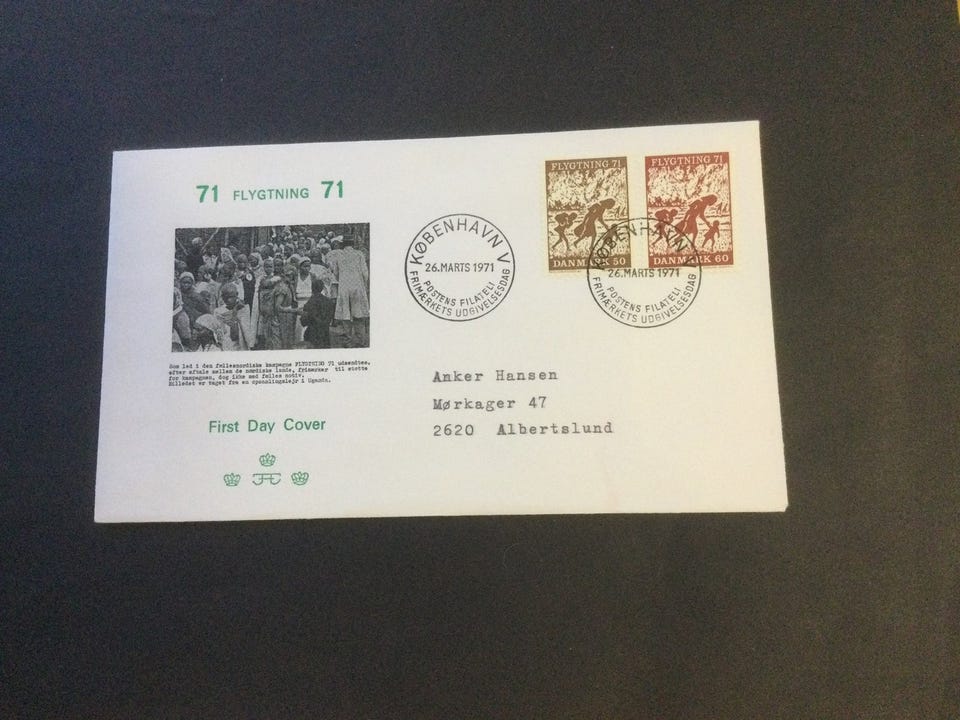 71 FLYGTNING 71
FLYGTNING 71
DANMARK 50
FLYGTNING 71
DANMARK 60
KØBENHAVN V
26.MARTS 1971
POSTENS FILATELI
FRIMÆRKETS UDGIVELSESDAG
KØBENHAVN V
26.MARTS 1971
POSTENS FILATELI
FRIMÆRKETS UDGIVELSESDAG
Som led i den fællesnordiske kampagne FLYGTNING 71 udsendtes,
efter aftale mellem de nordiske lande, frimærker til støtte
for kampagnen, dog ikke med fælles motiv.
Billedet er taget fra en opsamlingslejr i Uganda.
Anker Hansen
Mørkager 47
2620 Albertslund
First Day Cover